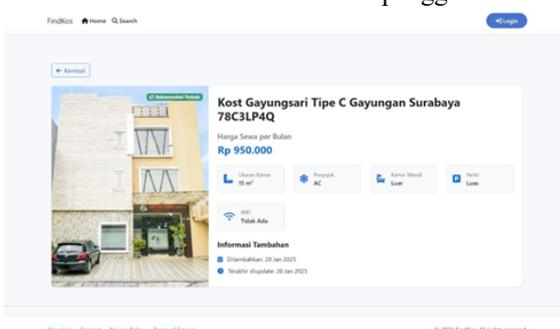 FindKos Home Search Login
← Kembali
Rekomendasi Terbaik
Kost Gayungsari Tipe C Gayungan Surabaya
78C3LP4Q
Harga Sewa per Bulan
Rp 950.000
Ukuran Kamar
15 m²
Penyejuk
AC
Kamar Mandi
Luar
Parkir
Luas
WiFi
Tidak Ada
Informasi Tambahan
Ditambahkan: 20 Jan 2025
Terakhir diupdate: 20 Jan 2025